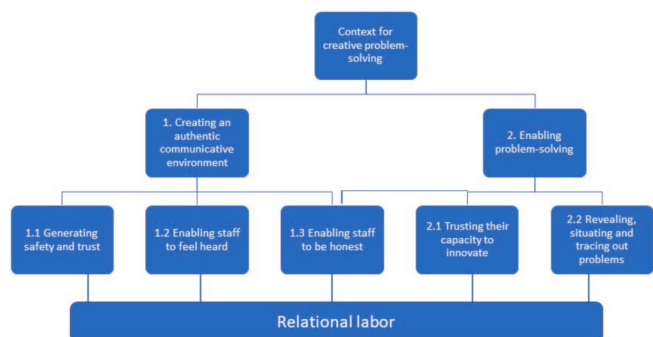 Context for
creative problem-
solving
1. Creating an
authentic
communicative
environment
2. Enabling
problem-solving
1.1 Generating
safety and trust
1.2 Enabling staff
to feel heard
1.3 Enabling staff
to be honest
2.1 Trusting their
capacity to
innovate
2.2 Revealing,
situating and
tracing out
problems
Relational labor